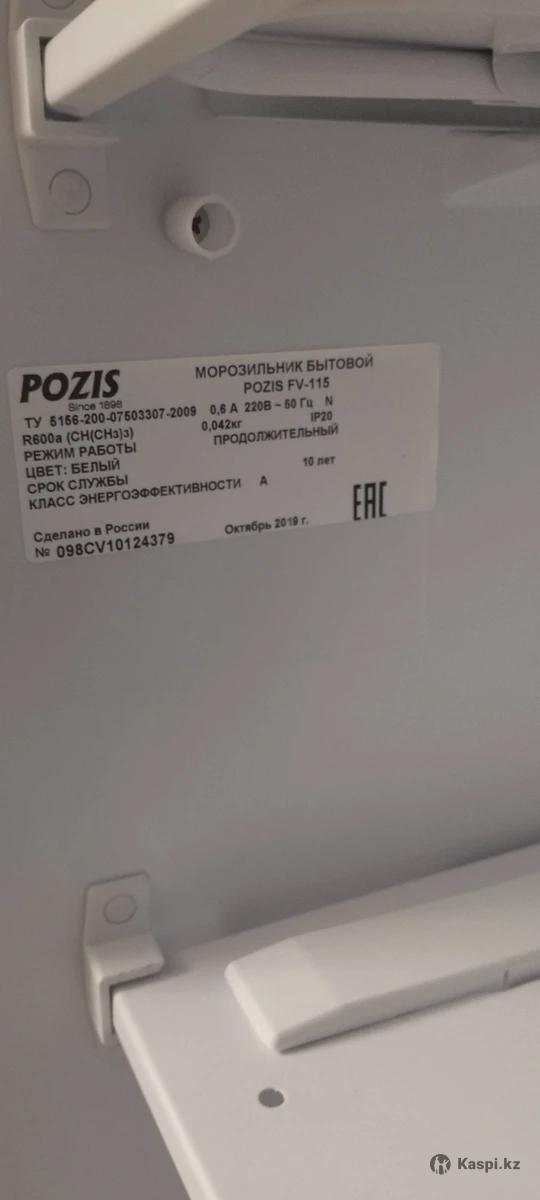 POZIS
Since 1898
МОРОЗИЛЬНИК БЫТОВОЙ
POZIS FV-115
ТУ 5156-200-07503307-2009 0,6 А 220В ~ 50 Гц N
R600a (CH(CH3)3) 0,042кг IP20
РЕЖИМ РАБОТЫ ПРОДОЛЖИТЕЛЬНЫЙ
ЦВЕТ: БЕЛЫЙ
СРОК СЛУЖБЫ 10 лет
КЛАСС ЭНЕРГОЭФФЕКТИВНОСТИ А
EAC
Сделано в России Октябрь 2019 г.
№ 098CV10124379
Kaspi.kz